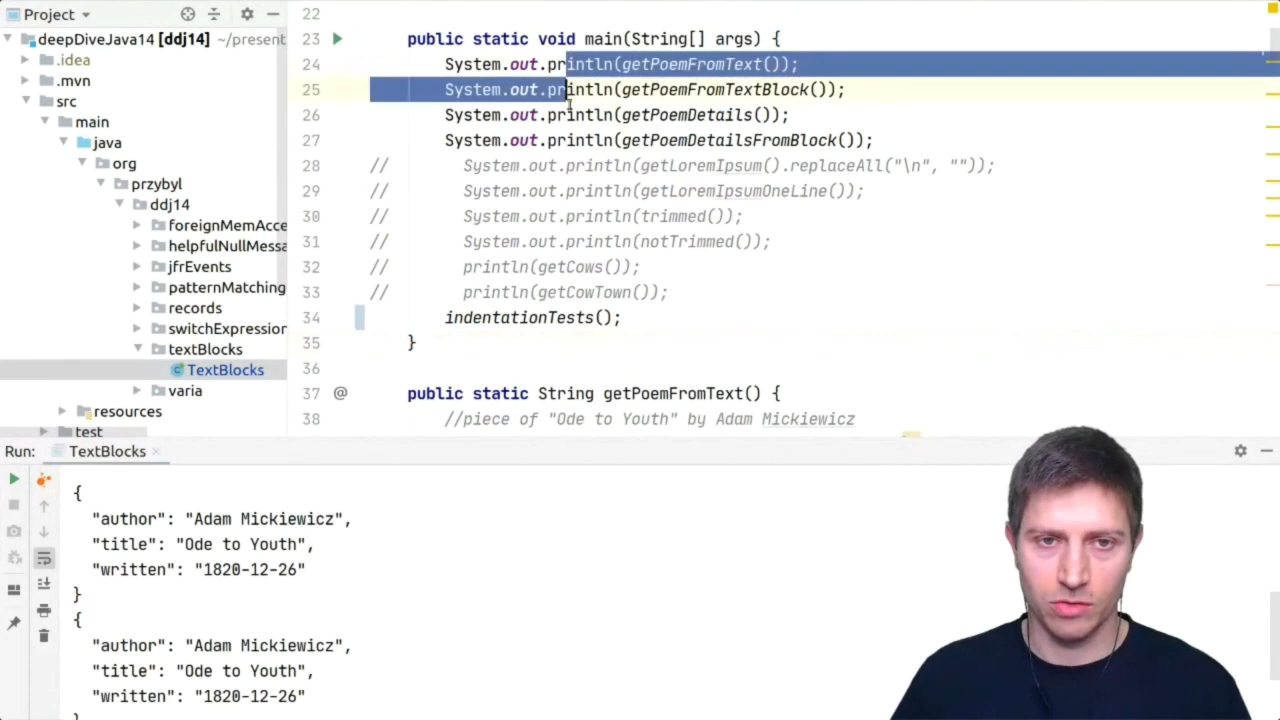 Project
deepDiveJava14 [ddj14] ~/present
.idea
.mvn
src
main
java
org
przybyl
ddj14
foreignMemAcce
helpfulNullMessa
jfrEvents
patternMatching
records
switchExpression
textBlocks
TextBlocks
varia
resources
test
22
23 public static void main(String[] args) {
24 System.out.println(getPoemFromText());
25 System.out.println(getPoemFromTextBlock());
26 System.out.println(getPoemDetails());
27 System.out.println(getPoemDetailsFromBlock());
28 // System.out.println(getLoremIpsum().replaceAll("\n", ""));
29 // System.out.println(getLoremIpsumOneLine());
30 // System.out.println(trimmed());
31 // System.out.println(notTrimmed());
32 // println(getCows());
33 // println(getCowTown());
34 indentationTests();
35 }
36
37 @ public static String getPoemFromText() {
38 //piece of "Ode to Youth" by Adam Mickiewicz
Run: TextBlocks
{
"author": "Adam Mickiewicz",
"title": "Ode to Youth",
"written": "1820-12-26"
}
{
"author": "Adam Mickiewicz",
"title": "Ode to Youth",
"written": "1820-12-26"
}